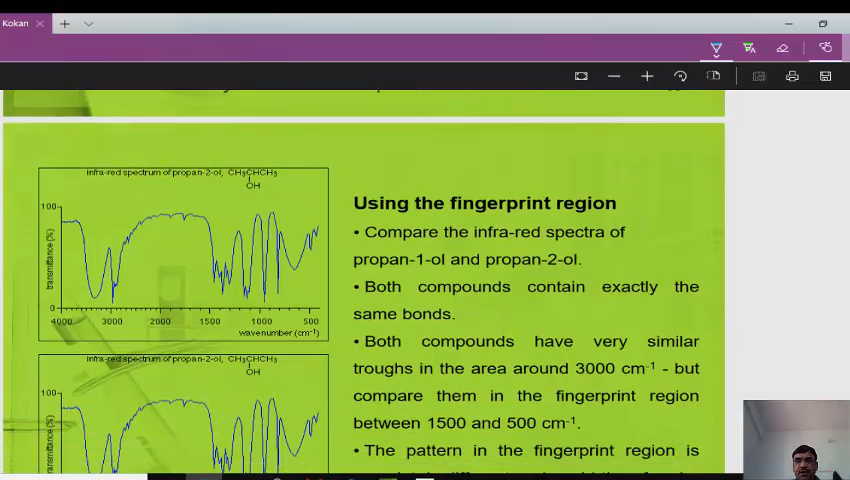 Kokan
infra-red spectrum of propan-2-ol, CH₃CHCH₃
OH
100
transmittance (%)
0
4000 3000 2000 1500 1000 500
wavenumber (cm⁻¹)
infra-red spectrum of propan-2-ol, CH₃CHCH₃
OH
100
transmittance (%)
Using the fingerprint region
• Compare the infra-red spectra of
propan-1-ol and propan-2-ol.
• Both compounds contain exactly the
same bonds.
• Both compounds have very similar
troughs in the area around 3000 cm⁻¹ - but
compare them in the fingerprint region
between 1500 and 500 cm⁻¹.
• The pattern in the fingerprint region is